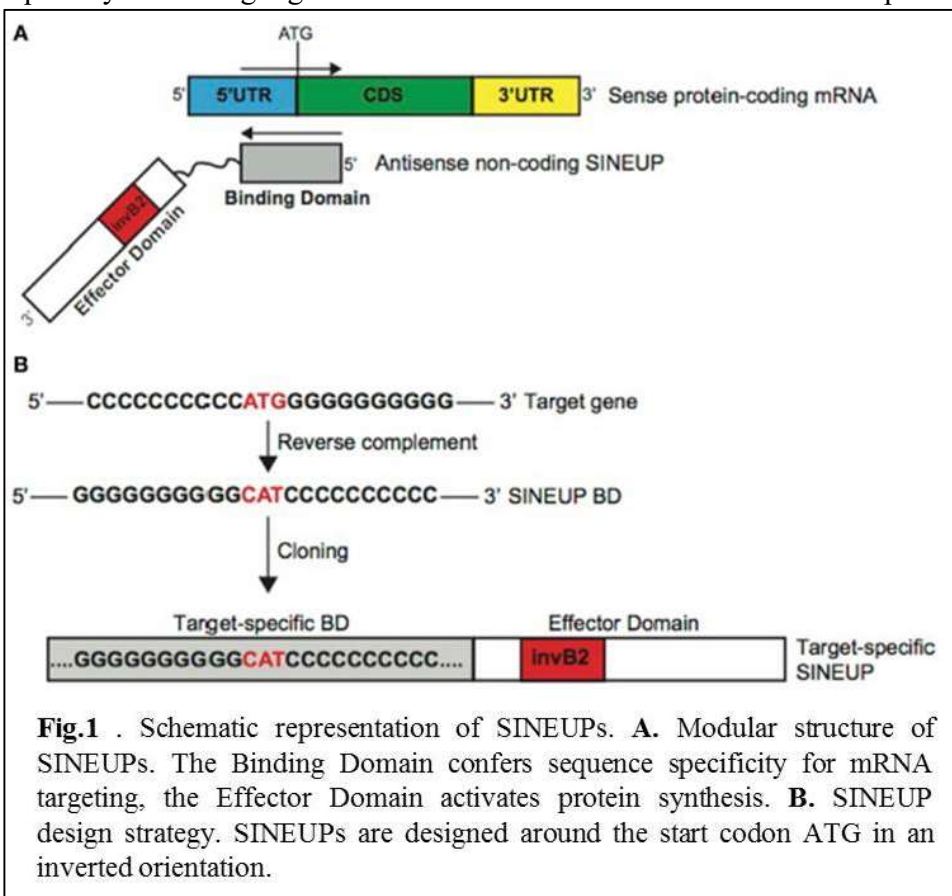 A
ATG
5' 5'UTR CDS 3'UTR 3' Sense protein-coding mRNA
5' Antisense non-coding SINEUP
Binding Domain
invB2
Effector Domain
3'
B
5'—CCCCCCCCCCATGGGGGGGGGGG—3' Target gene
Reverse complement
5'—GGGGGGGGGGCATCCCCCCCCCC—3' SINEUP BD
Cloning
Target-specific BD Effector Domain
....GGGGGGGGGGCATCCCCCCCCCC.... invB2 Target-specific
SINEUP
Fig.1 . Schematic representation of SINEUPs. A. Modular structure of
SINEUPs. The Binding Domain confers sequence specificity for mRNA
targeting, the Effector Domain activates protein synthesis. B. SINEUP
design strategy. SINEUPs are designed around the start codon ATG in an
inverted orientation.